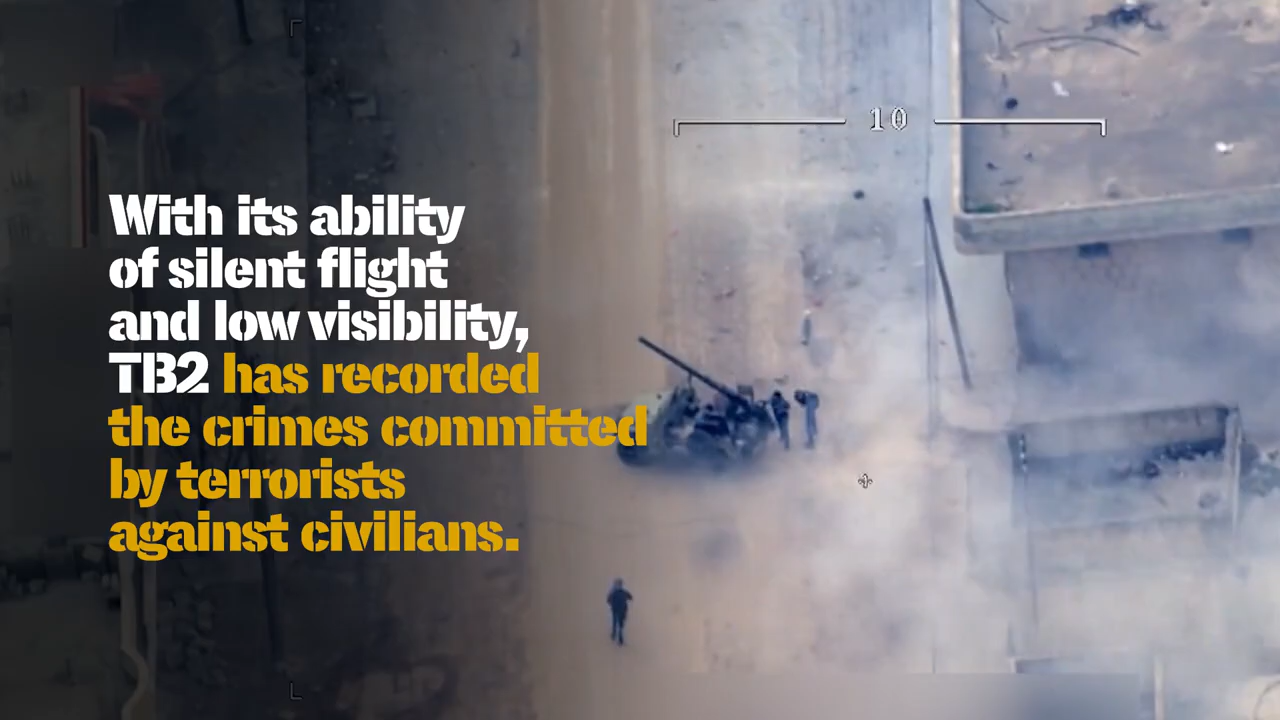 10
With its ability
of silent flight
and low visibility,
TB2 has recorded
the crimes committed
by terrorists
against civilians.